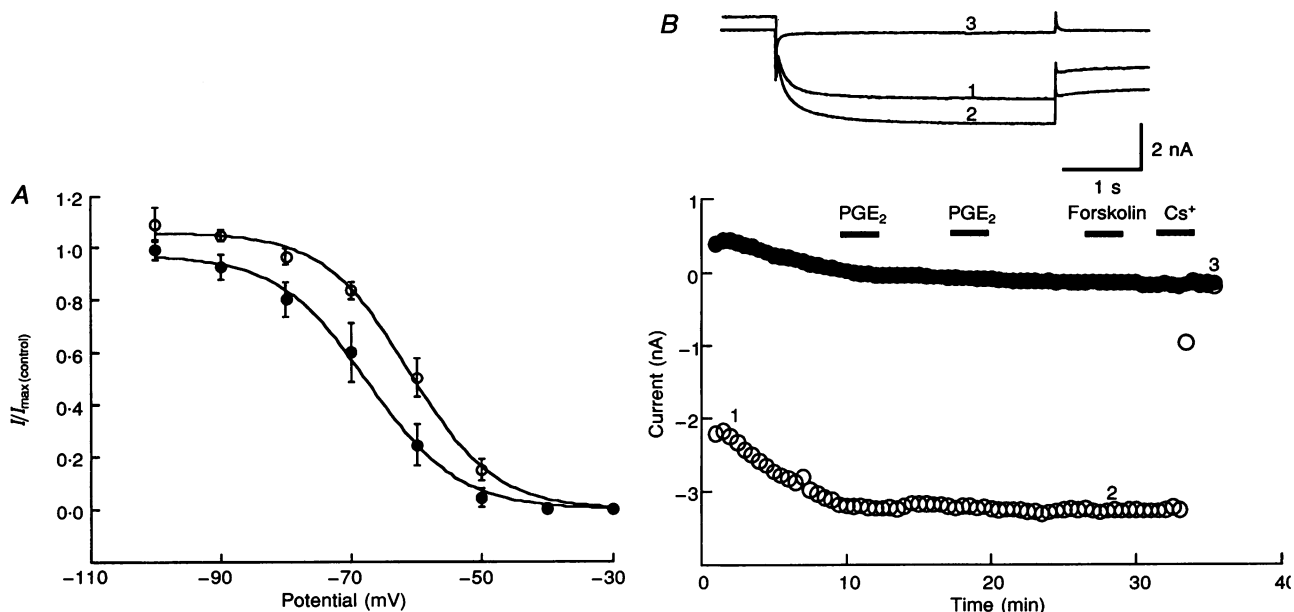 A
1·2
1·0
0·8
0·6
0·4
0·2
0·0
I/Imax(control)
−110
−90
−70
−50
−30
Potential (mV)
B
3
1
2
2 nA
1 s
PGE2
PGE2
Forskolin
Cs+
1
0
−1
−2
−3
Current (nA)
3
1
2
0
10
20
30
40
Time (min)